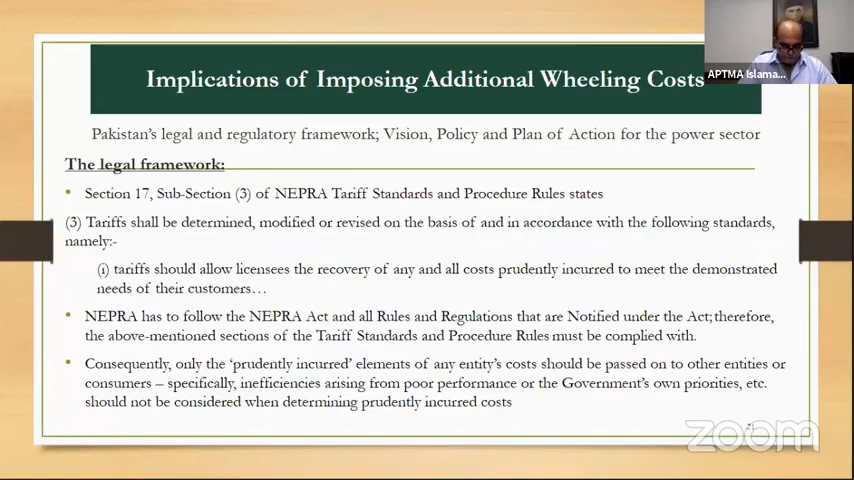 Implications of Imposing Additional Wheeling Costs
APTMA Islama...
Pakistan's legal and regulatory framework; Vision, Policy and Plan of Action for the power sector
The legal framework:
• Section 17, Sub-Section (3) of NEPRA Tariff Standards and Procedure Rules states
(3) Tariffs shall be determined, modified or revised on the basis of and in accordance with the following standards,
namely:-
(i) tariffs should allow licensees the recovery of any and all costs prudently incurred to meet the demonstrated
needs of their customers…
• NEPRA has to follow the NEPRA Act and all Rules and Regulations that are Notified under the Act; therefore,
the above-mentioned sections of the Tariff Standards and Procedure Rules must be complied with.
• Consequently, only the 'prudently incurred' elements of any entity's costs should be passed on to other entities or
consumers – specifically, inefficiencies arising from poor performance or the Government's own priorities, etc.
should not be considered when determining prudently incurred costs
zoom